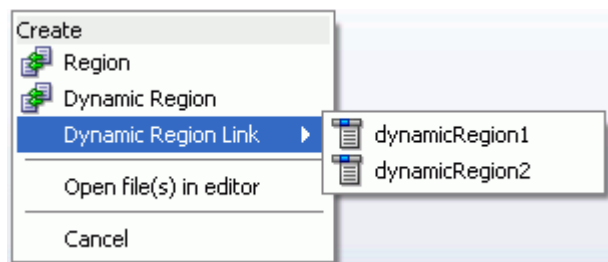 Create
Region
Dynamic Region
Dynamic Region Link
dynamicRegion1
dynamicRegion2
Open file(s) in editor
Cancel